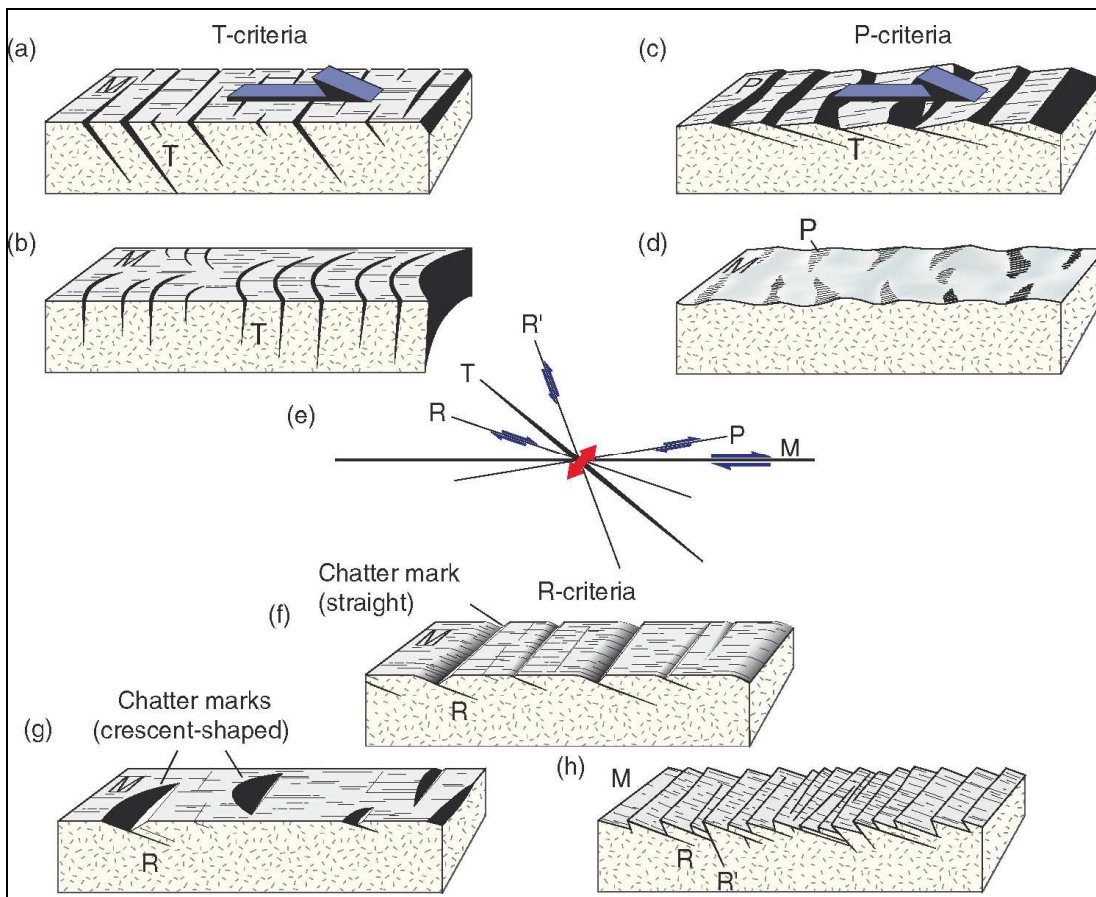 (a)
T-criteria
M
T
(c)
P-criteria
P
T
(b)
M
T
(d)
P
M
(e)
R'
T
R
P
M
Chatter mark
(straight)
R-criteria
(f)
M
R
Chatter marks
(crescent-shaped)
(g)
M
R
(h)
M
R
R'